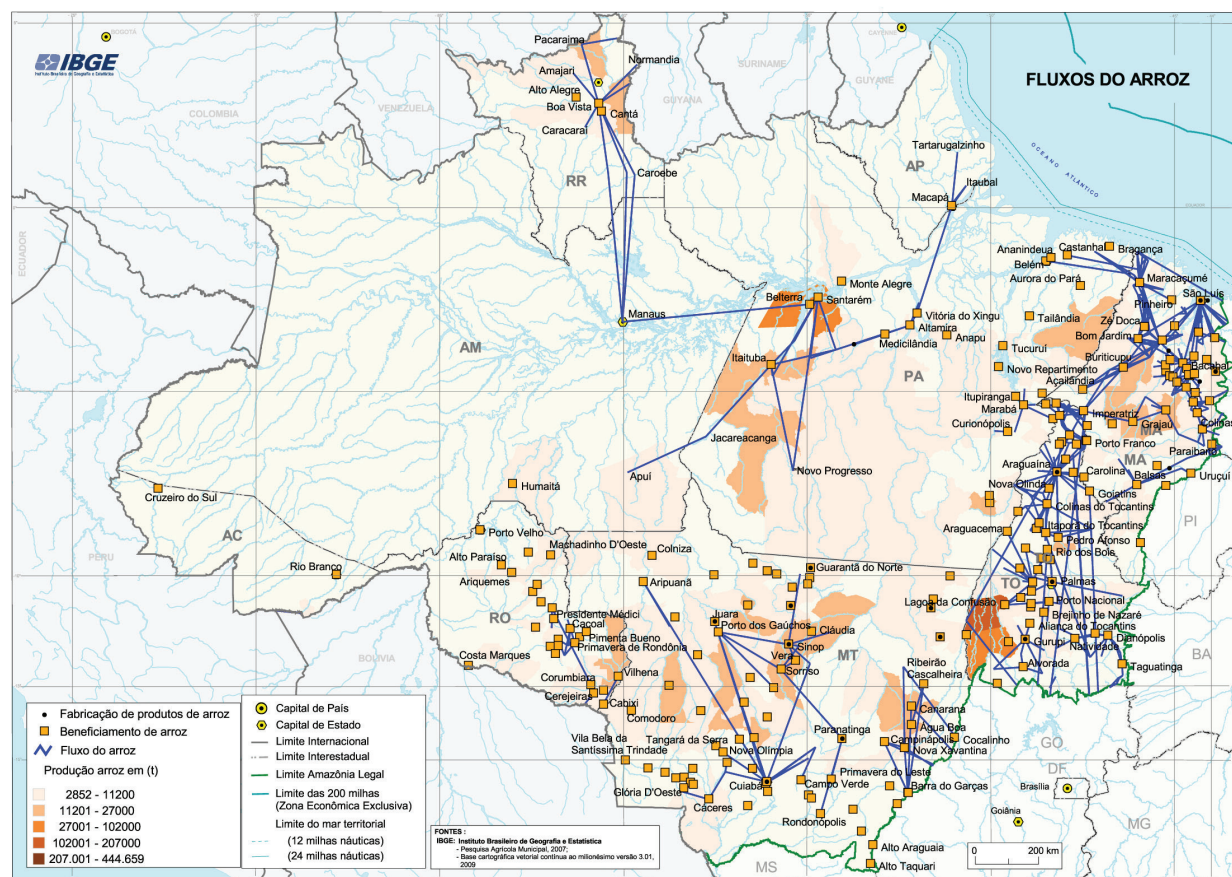 BOGOTÁ
CAYENNE
IBGE
Instituto Brasileiro de Geografia e Estatística
FLUXOS DO ARROZ
COLOMBIA
VENEZUELA
GUYANA
SURINAME
GUYANE
ECUADOR
PERU
BOLIVIA
OCEANO ATLÂNTICO
EQUADOR
Pacaraima
Normandia
Amajari
Alto Alegre
Boa Vista
Cantá
Caracaraí
Caroebe
RR
AP
Tartarugalzinho
Itaubal
Macapá
Manaus
AM
Belterra
Santarém
Monte Alegre
Vitória do Xingu
Altamira
Medicilândia
Anapu
Itaituba
PA
Jacareacanga
Novo Progresso
Apuí
Humaitá
Ananindeua
Castanhal
Bragança
Belém
Aurora do Pará
Maracaçumé
São Luís
Pinheiro
Tailândia
Zé Doca
Bom Jardim
Tucuruí
Buriticupu
Bacabal
Novo Repartimento
Açailândia
Itupiranga
Marabá
Imperatriz
Grajaú
Colinas
Curionópolis
MA
Porto Franco
Paraibano
MA
Araguaína
Carolina
Balsas
Uruçuí
Nova Olinda
Goiatins
Colinas do Tocantins
PI
Araguacema
Itaporã do Tocantins
Pedro Afonso
Rio dos Bois
TO
TO
Palmas
Lagoa da Confusão
Porto Nacional
Brejinho de Nazaré
Aliança do Tocantins
Gurupi
Dianópolis
Natividade
Alvorada
Taguatinga
BA
Cruzeiro do Sul
AC
Rio Branco
Porto Velho
Alto Paraíso
Machadinho D'Oeste
Ariquemes
RO
Presidente Médici
Cacoal
Pimenta Bueno
Primavera de Rondônia
Costa Marques
Corumbiara
Vilhena
Cerejeiras
Cabixi
Comodoro
Colniza
Aripuanã
Guarantã do Norte
Juara
Porto dos Gaúchos
Cláudia
Sinop
Vera
Sorriso
MT
Ribeirão
Cascalheira
Canarana
Água Boa
Campinápolis
Cocalinho
Nova Xavantina
Paranatinga
Vila Bela da
Santíssima Trindade
Tangará da Serra
Nova Olímpia
Cuiabá
Campo Verde
Primavera do Leste
Glória D'Oeste
Cáceres
Barra do Garças
Rondonópolis
Alto Araguaia
Alto Taquari
GO
DF
Brasília
Goiânia
MG
MS
0 200 km
Fabricação de produtos de arroz
Beneficiamento de arroz
Fluxo do arroz
Produção arroz em (t)
2852 - 11200
11201 - 27000
27001 - 102000
102001 - 207000
207.001 - 444.659
Capital de País
Capital de Estado
Limite Internacional
Limite Interestadual
Limite Amazônia Legal
Limite das 200 milhas
(Zona Econômica Exclusiva)
Limite do mar territorial
(12 milhas náuticas)
(24 milhas náuticas)
FONTES :
IBGE: Instituto Brasileiro de Geografia e Estatística
- Pesquisa Agrícola Municipal, 2007;
- Base cartográfica vetorial contínua ao milionésimo versão 3.01,
2009